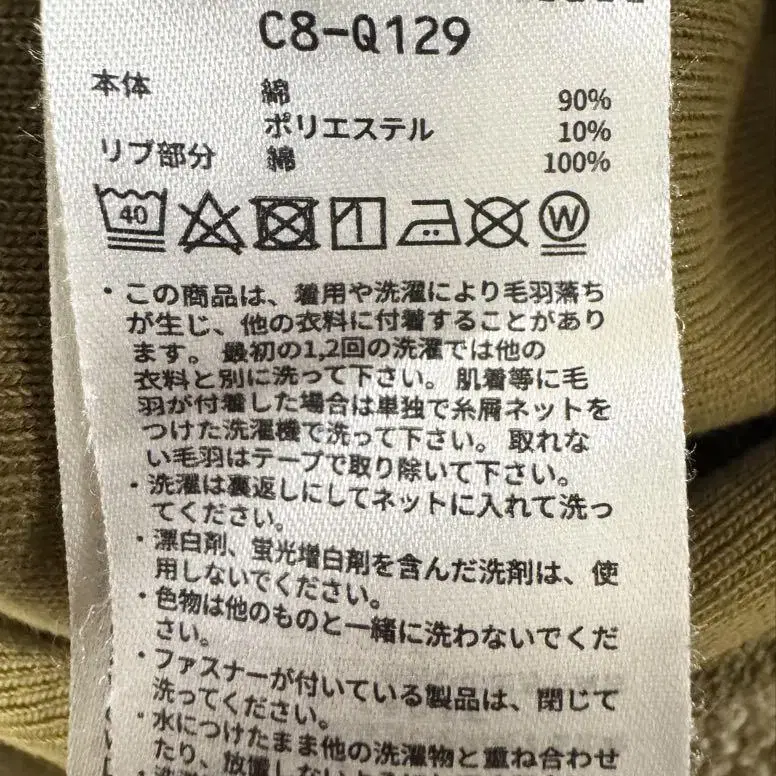 C8-Q129
本体 綿 90%
ポリエステル 10%
リブ部分 綿 100%
40 W
・この商品は、着用や洗濯により毛羽落ち
が生じ、他の衣料に付着することがあり
ます。最初の1,2回の洗濯では他の
衣料と別に洗って下さい。肌着等に毛
羽が付着した場合は単独で糸屑ネットを
つけた洗濯機で洗って下さい。取れな
い毛羽はテープで取り除いて下さい。
・洗濯は裏返しにしてネットに入れて洗っ
てください。
・漂白剤、蛍光増白剤を含んだ洗剤は、使
用しないでください。
・色物は他のものと一緒に洗わないでくだ
さい。
・ファスナーが付いている製品は、閉じて
洗ってください。
・水につけたまま他の洗濯物と重ね合わせ
たり、放置しない